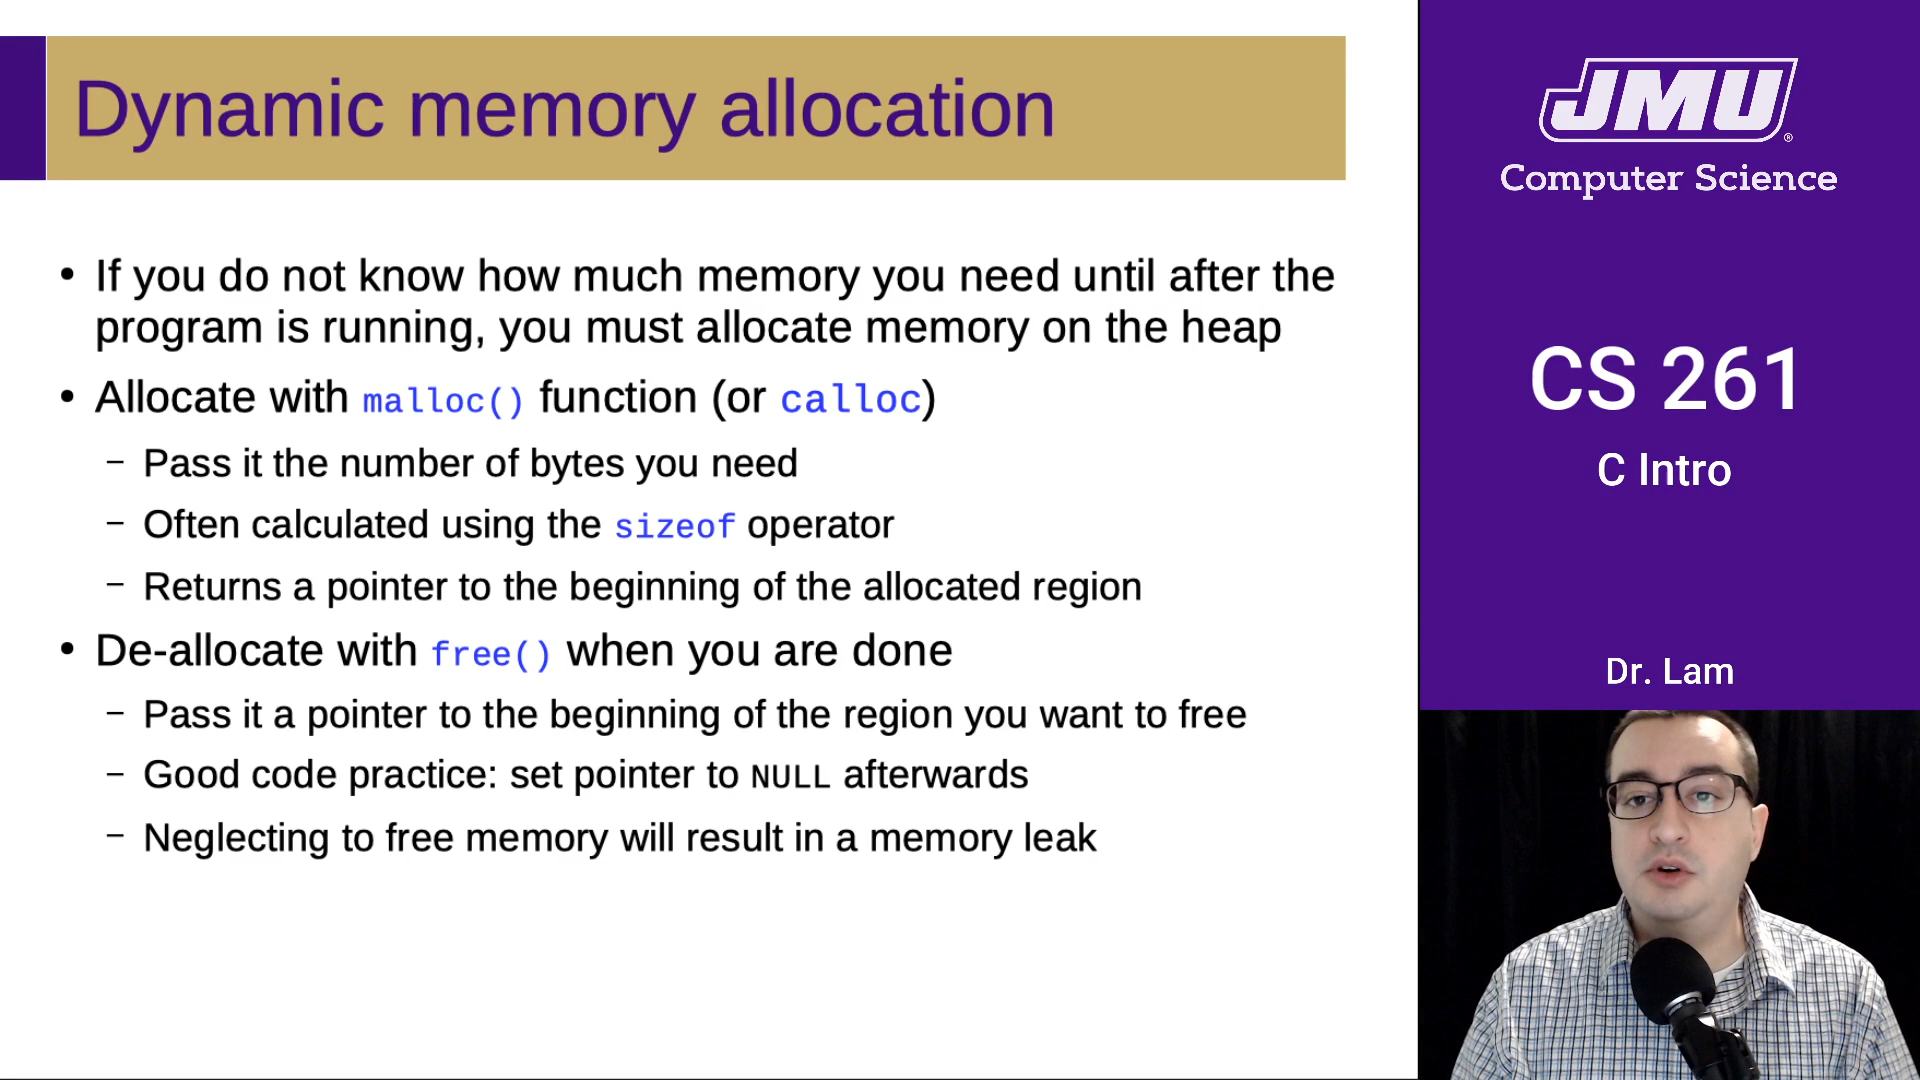 Dynamic memory allocation
• If you do not know how much memory you need until after the
program is running, you must allocate memory on the heap
• Allocate with malloc() function (or calloc)
– Pass it the number of bytes you need
– Often calculated using the sizeof operator
– Returns a pointer to the beginning of the allocated region
• De-allocate with free() when you are done
– Pass it a pointer to the beginning of the region you want to free
– Good code practice: set pointer to NULL afterwards
– Neglecting to free memory will result in a memory leak
JMU®
Computer Science
CS 261
C Intro
Dr. Lam